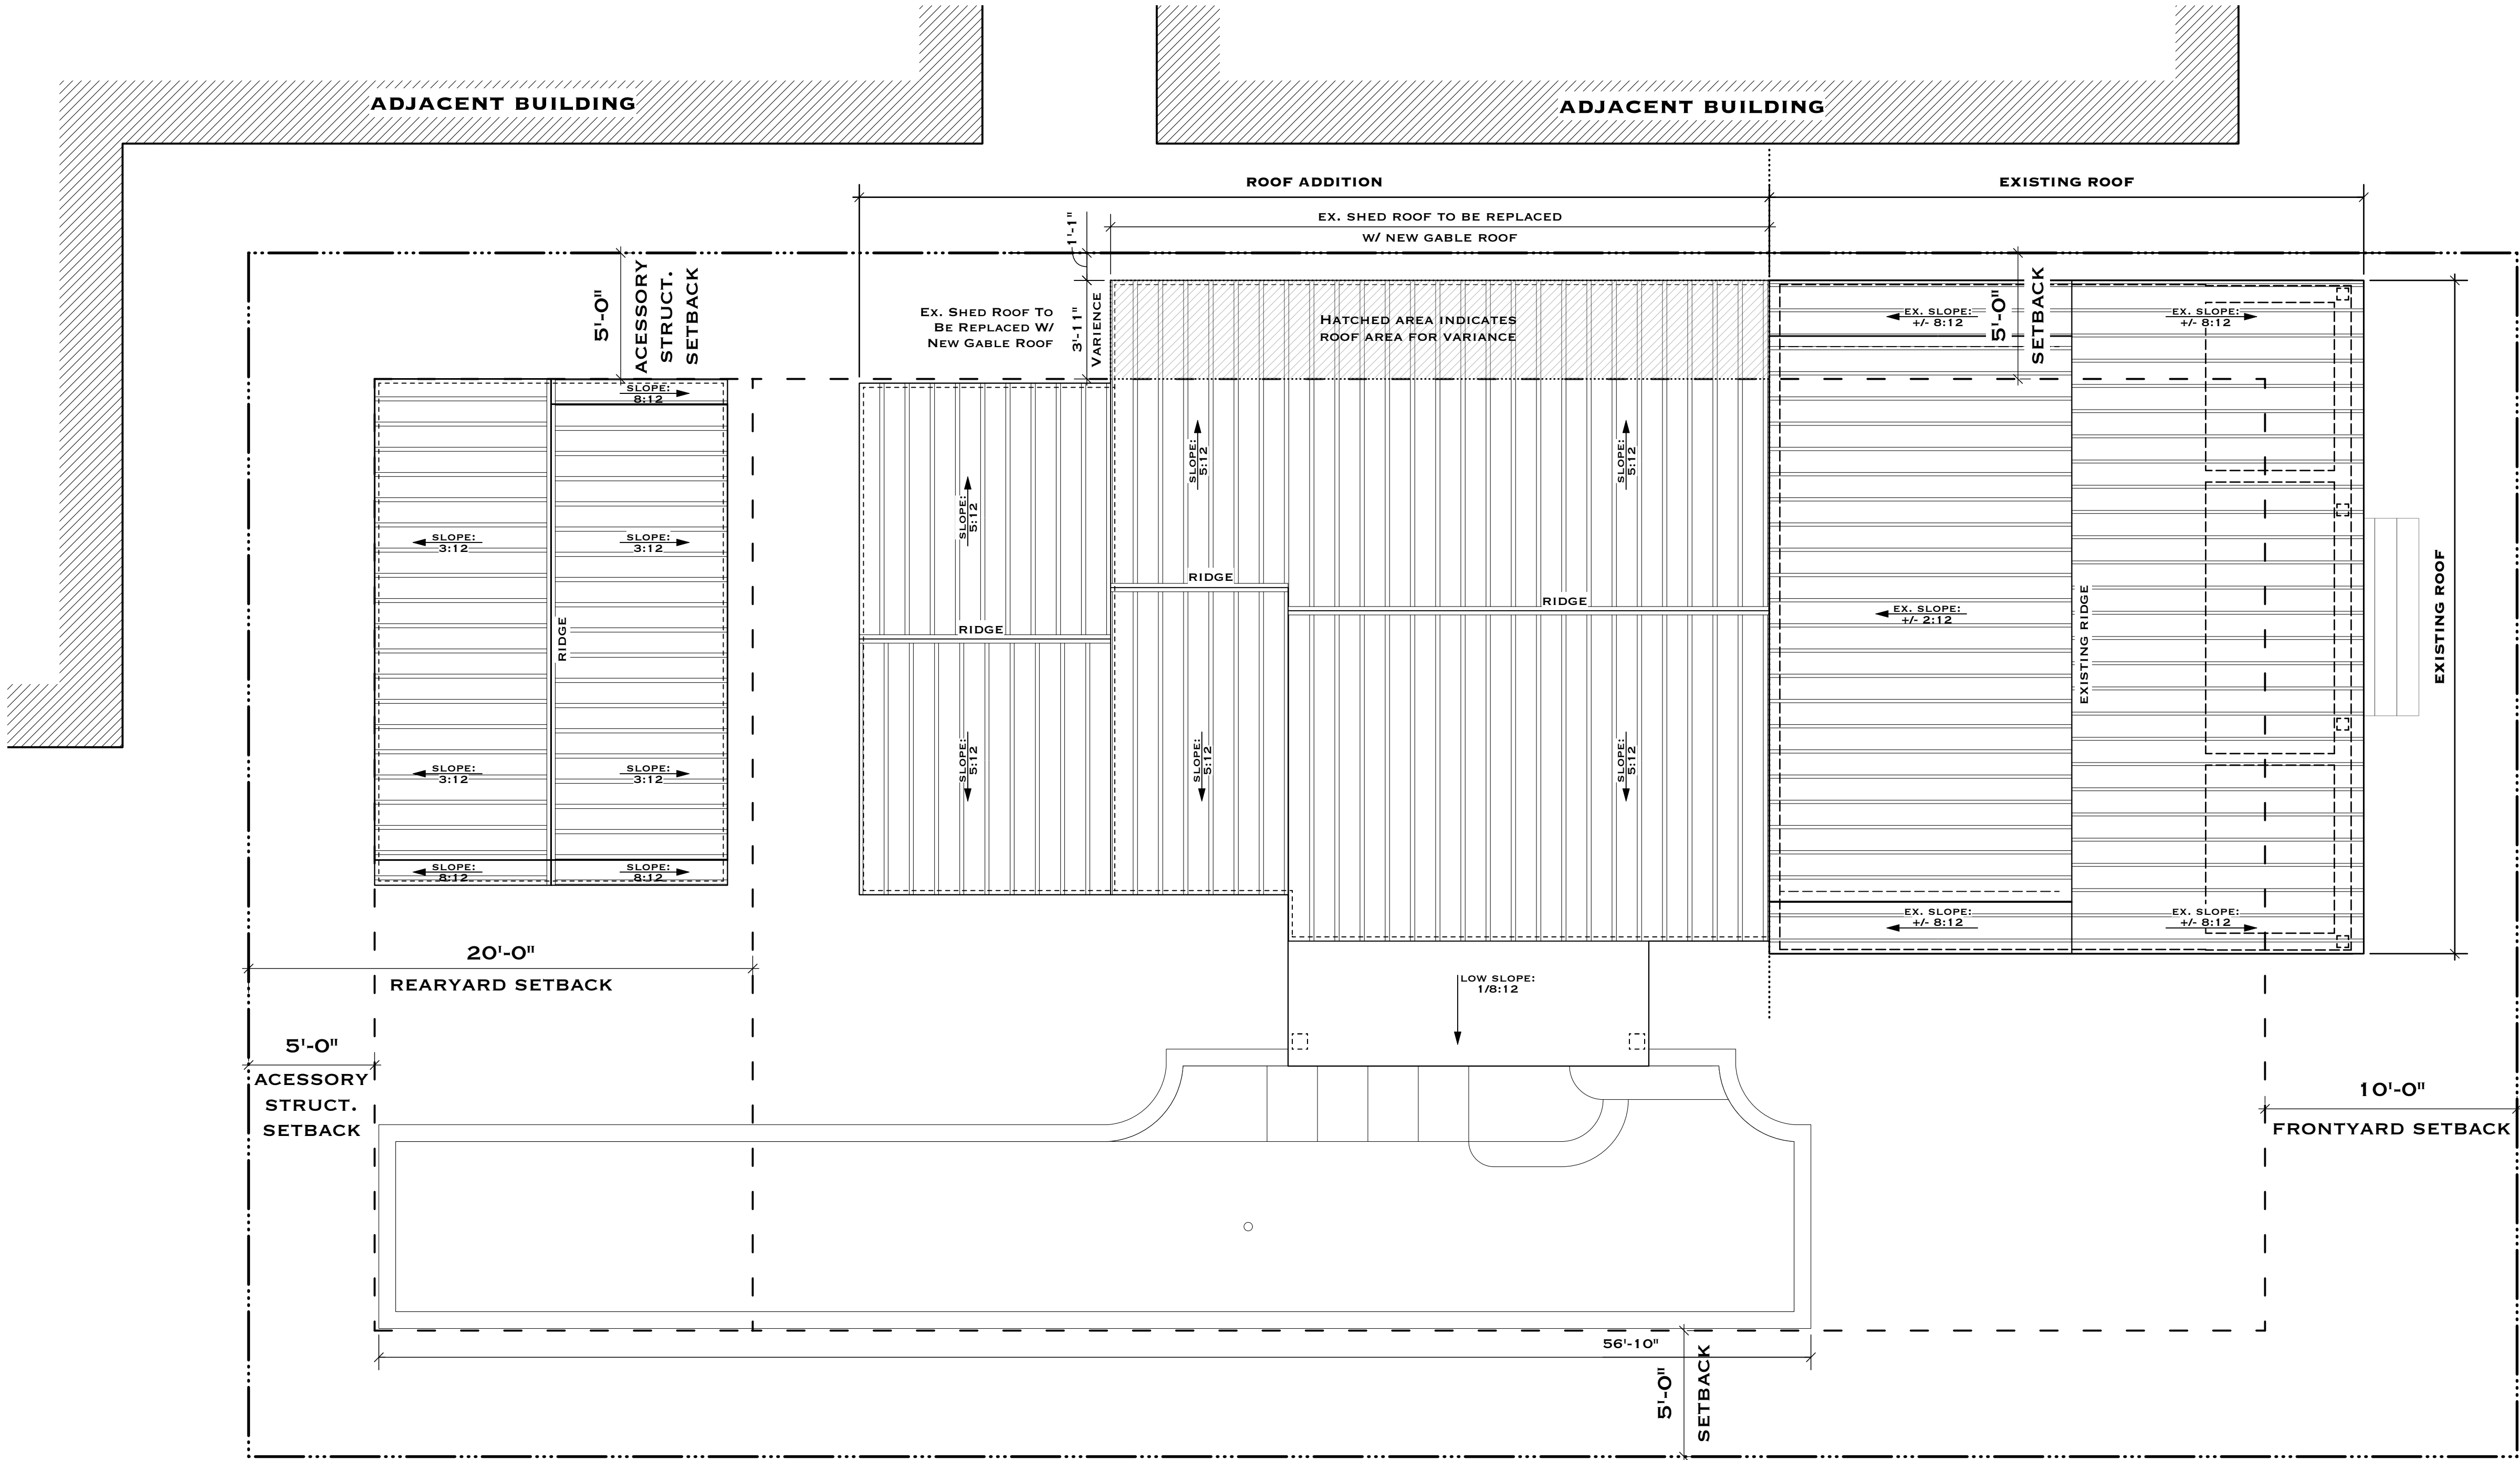 ADJACENT BUILDING
ADJACENT BUILDING
ROOF ADDITION
EXISTING ROOF
EX. SHED ROOF TO BE REPLACED
W/ NEW GABLE ROOF
1'-1"
3'-11"
VARIENCE
5'-0"
ACESSORY
STRUCT.
SETBACK
EX. SHED ROOF TO
BE REPLACED W/
NEW GABLE ROOF
HATCHED AREA INDICATES
ROOF AREA FOR VARIANCE
EX. SLOPE:
+/- 8:12
5'-0"
SETBACK
EX. SLOPE:
+/- 8:12
SLOPE:
8:12
SLOPE:
3:12
SLOPE:
3:12
RIDGE
SLOPE:
3:12
SLOPE:
3:12
SLOPE:
8:12
SLOPE:
8:12
SLOPE:
5:12
SLOPE:
5:12
SLOPE:
5:12
RIDGE
RIDGE
RIDGE
SLOPE:
5:12
SLOPE:
5:12
SLOPE:
5:12
EX. SLOPE:
+/- 2:12
EXISTING RIDGE
EXISTING ROOF
EX. SLOPE:
+/- 8:12
EX. SLOPE:
+/- 8:12
20'-0"
REARYARD SETBACK
LOW SLOPE:
1/8:12
5'-0"
ACESSORY
STRUCT.
SETBACK
10'-0"
FRONTYARD SETBACK
56'-10"
5'-0"
SETBACK